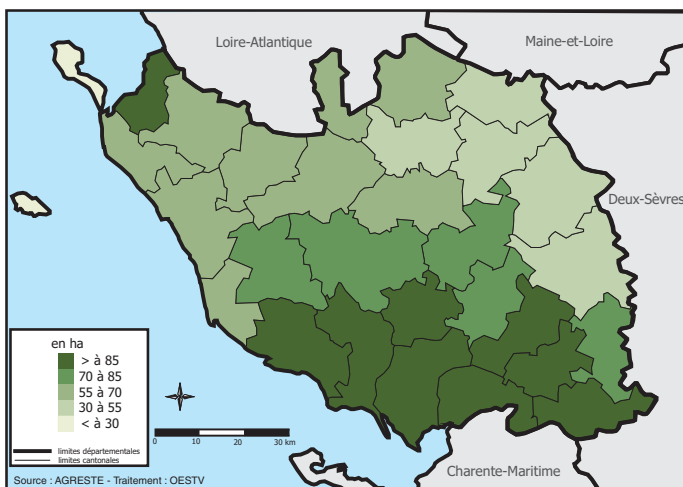 Loire-Atlantique
Maine-et-Loire
Deux-Sèvres
en ha
> à 85
70 à 85
55 à 70
30 à 55
< à 30
limites départementales
limites cantonales
0 10 20 30 km
Charente-Maritime
Source : AGRESTE - Traitement : OESTV